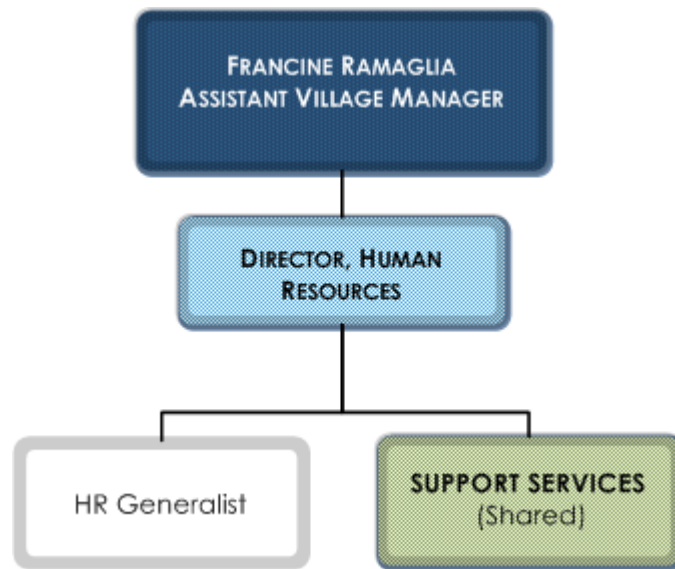 FRANCINE RAMAGLIA
ASSISTANT VILLAGE MANAGER
DIRECTOR, HUMAN
RESOURCES
HR Generalist
SUPPORT SERVICES
(Shared)